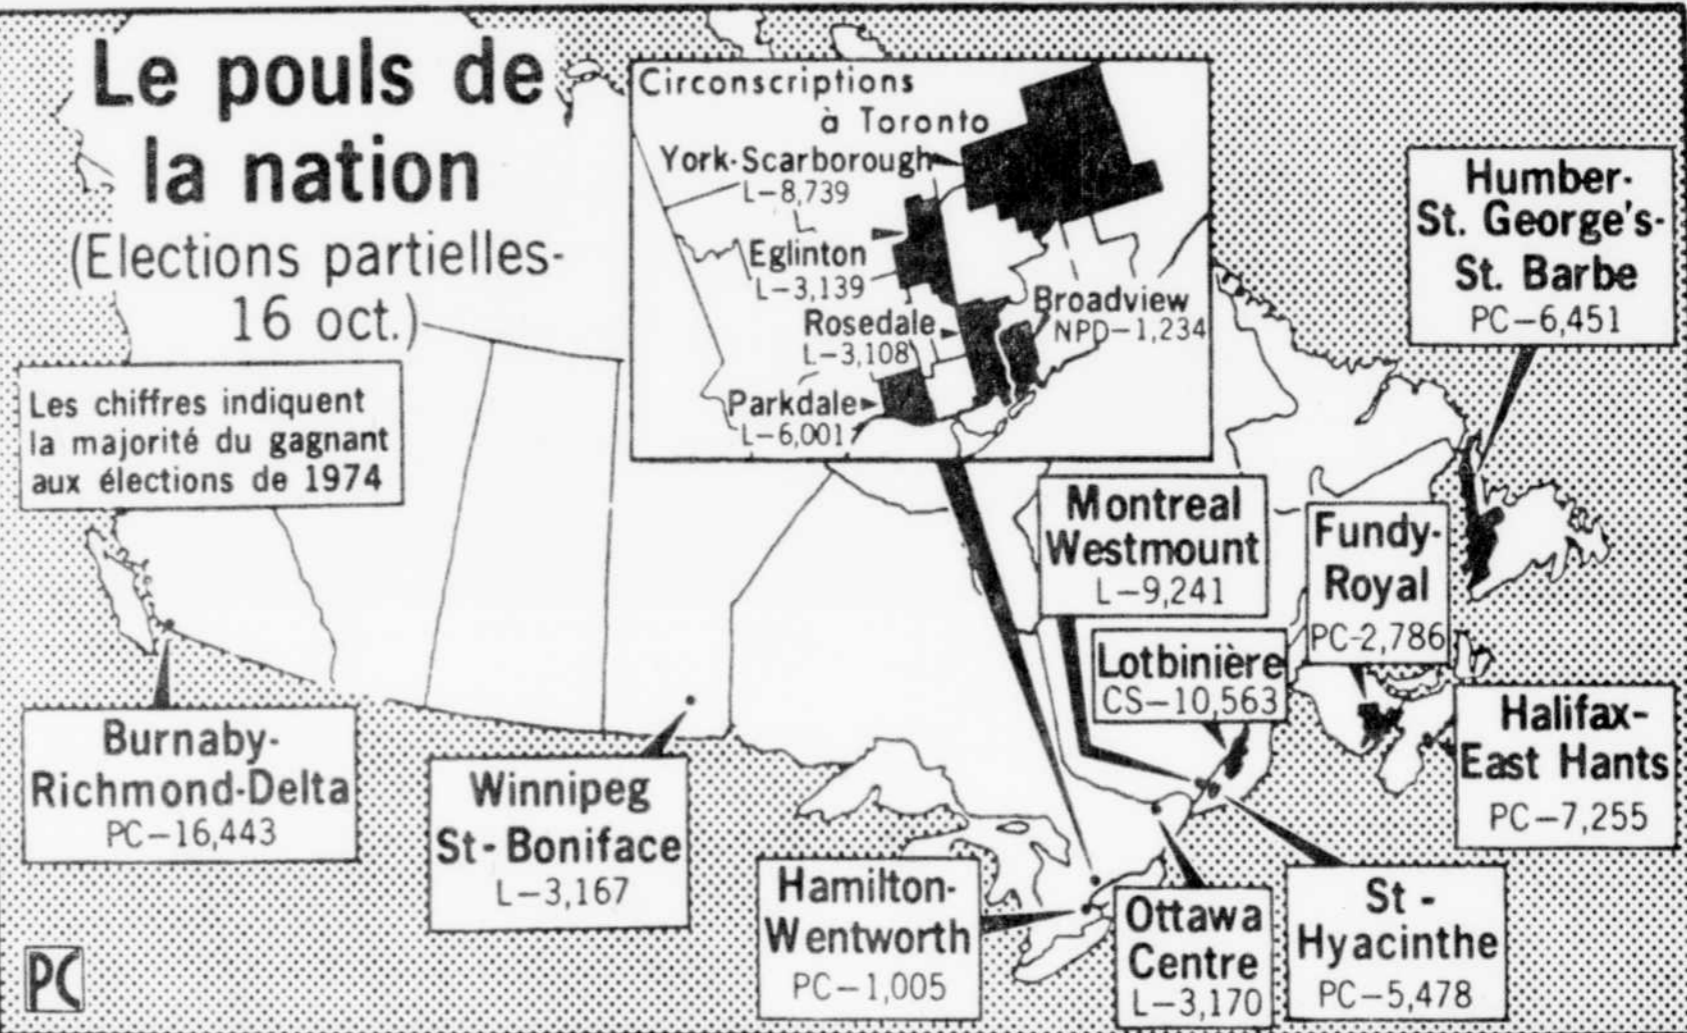 Le pouls de
la nation
(Elections partielles-
16 oct.)
Les chiffres indiquent
la majorité du gagnant
aux élections de 1974
Circonscriptions
à Toronto
York-Scarborough
L-8,739
Eglinton
L-3,139
Rosedale
L-3,108
Broadview
NPD-1,234
Parkdale
L-6,001
Humber-
St. George's-
St. Barbe
PC-6,451
Montreal
Westmount
L-9,241
Fundy-
Royal
PC-2,786
Lotbinière
CS-10,563
Halifax-
East Hants
PC-7,255
Burnaby-
Richmond-Delta
PC-16,443
Winnipeg
St-Boniface
L-3,167
Hamilton-
Wentworth
PC-1,005
Ottawa
Centre
L-3,170
St-
Hyacinthe
PC-5,478
PC